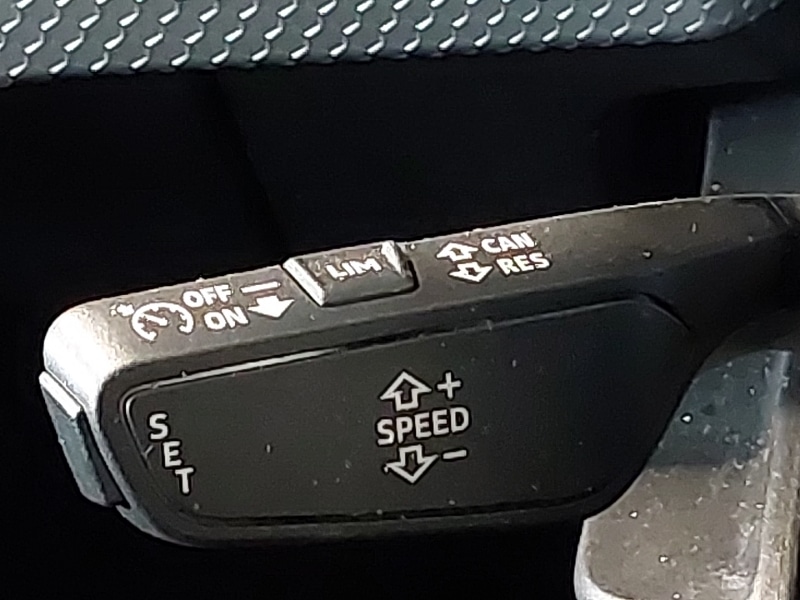 OFF
ON
LIM
CAN
RES
SET
+
SPEED
-